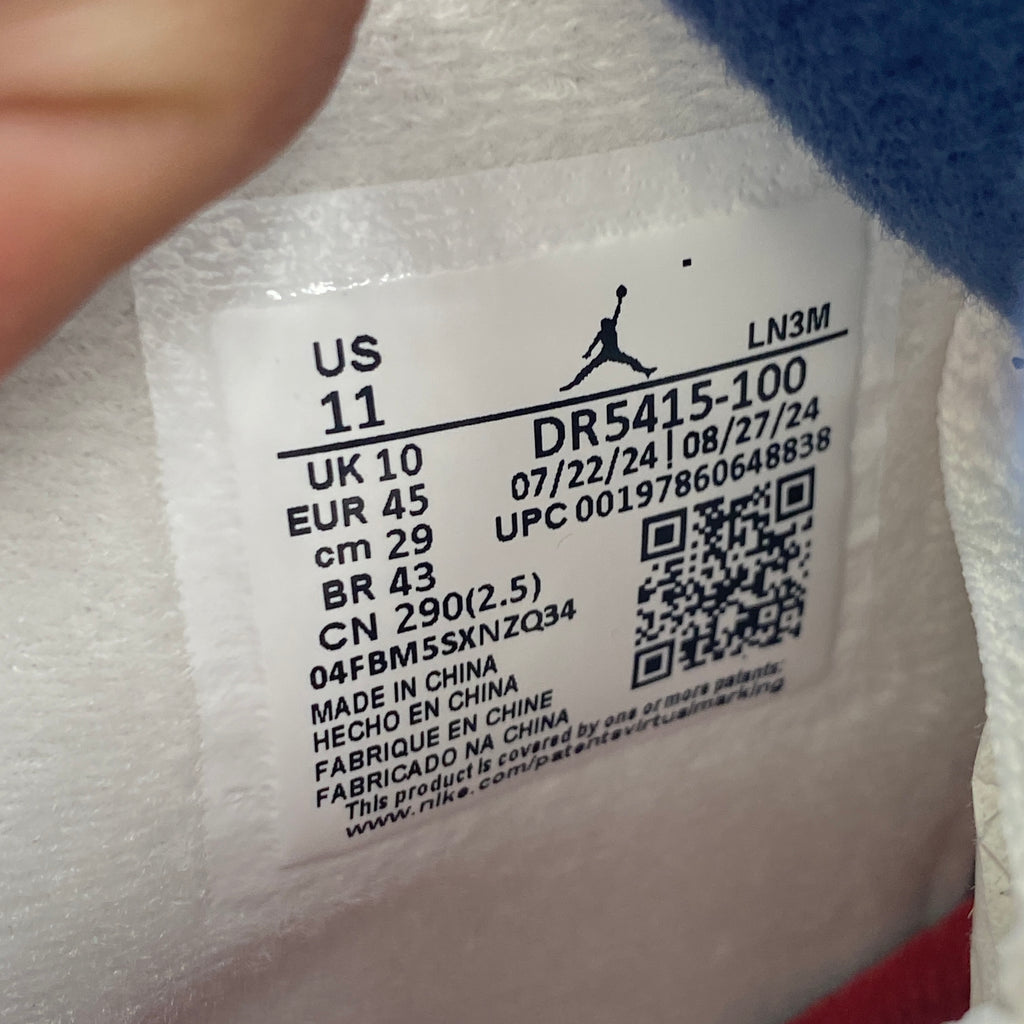 US
11
LN3M
UK 10
EUR 45
cm 29
BR 43
CN 290(2.5)
DR5415-100
07/22/24 | 08/27/24
UPC 00197860648838
04FBM5SXNZQ34
MADE IN CHINA
HECHO EN CHINA
FABRIQUE EN CHINE
FABRICADO NA CHINA
This product is covered by one or more patents:
www.nike.com/patentsvirtualmarking